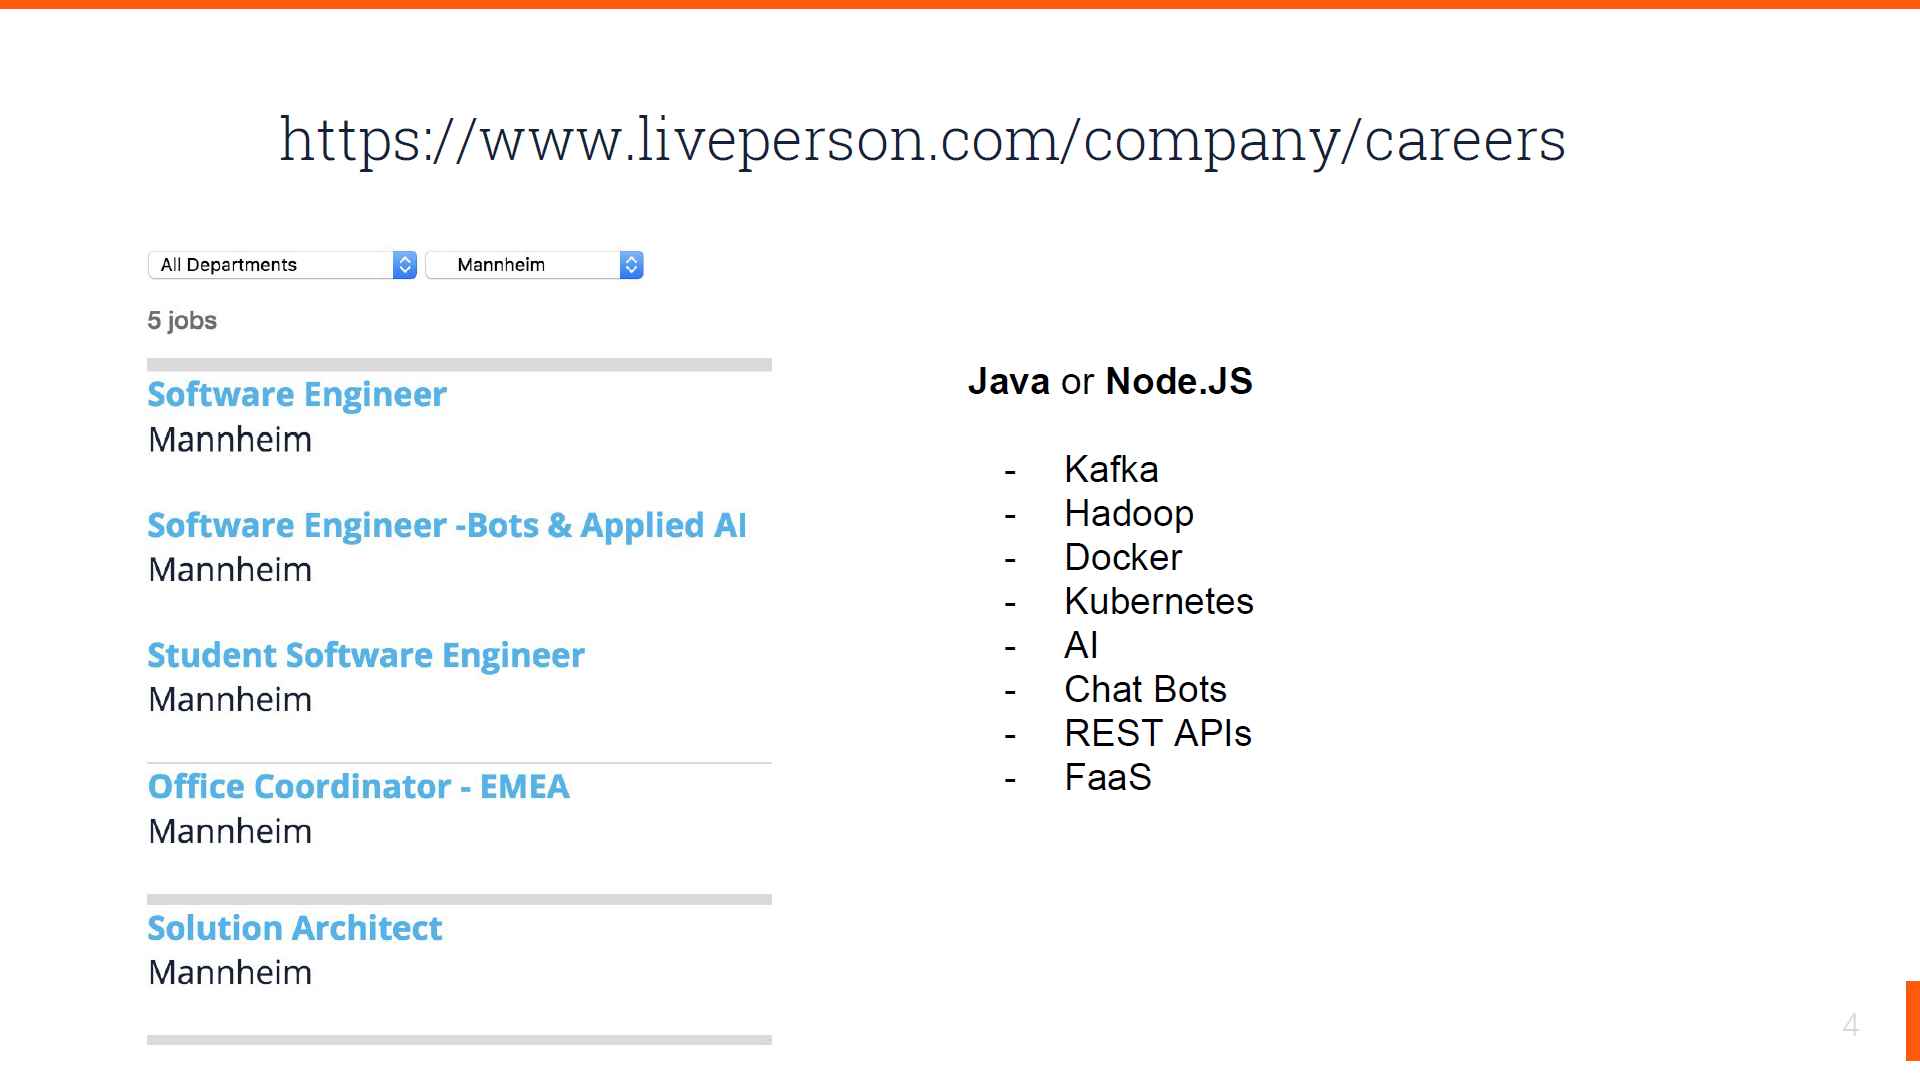 https://www.liveperson.com/company/careers
All Departments
Mannheim
5 jobs
Software Engineer
Mannheim
Software Engineer -Bots & Applied AI
Mannheim
Student Software Engineer
Mannheim
Office Coordinator - EMEA
Mannheim
Solution Architect
Mannheim
Java or Node.JS
- Kafka
- Hadoop
- Docker
- Kubernetes
- AI
- Chat Bots
- REST APIs
- FaaS
4